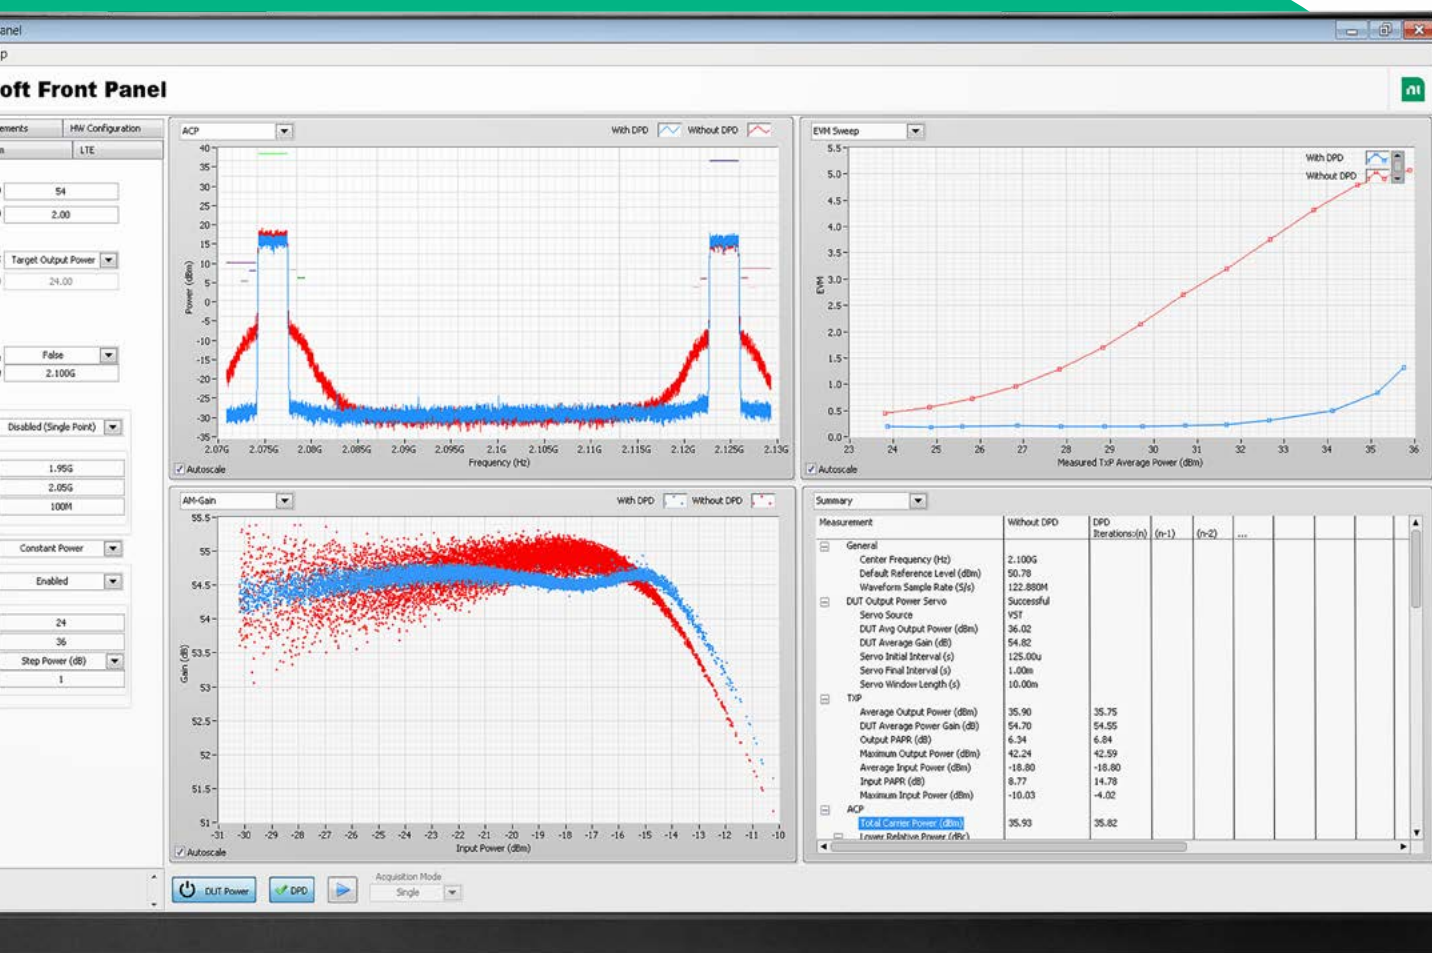 anel
p
oft Front Panel
ements HW Configuration
m LTE
54
2.00
Target Output Power
24.00
False
2.100G
Disabled (Single Point)
1.95G
2.05G
100M
Constant Power
Enabled
24
36
Step Power (dB)
1
ACP With DPD Without DPD
40
35
30
25
20
15
10
5
0
-5
-10
-15
-20
-25
-30
-35
Power (dBm)
2.07G 2.075G 2.08G 2.085G 2.09G 2.095G 2.1G 2.105G 2.11G 2.115G 2.12G 2.125G 2.13G
Frequency (Hz)
Autoscale
EVM Sweep
With DPD
Without DPD
5.5
5.0
4.5
4.0
3.5
3.0
2.5
2.0
1.5
1.0
0.5
0.0
EVM
23 24 25 26 27 28 29 30 31 32 33 34 35 36
Measured TxP Average Power (dBm)
Autoscale
AM-Gain With DPD Without DPD
55.5
55
54.5
54
53.5
53
52.5
52
51.5
51
Gain (dB)
-31 -30 -29 -28 -27 -26 -25 -24 -23 -22 -21 -20 -19 -18 -17 -16 -15 -14 -13 -12 -11 -10
Input Power (dBm)
Autoscale
Summary
Measurement Without DPD DPD
Iterations:(n) (n-1) (n-2) ...
General
Center Frequency (Hz) 2.100G
Default Reference Level (dBm) 50.78
Waveform Sample Rate (S/s) 122.880M
DUT Output Power Servo Successful
Servo Source VST
DUT Avg Output Power (dBm) 36.02
DUT Average Gain (dB) 54.82
Servo Initial Interval (s) 125.00u
Servo Final Interval (s) 1.00m
Servo Window Length (s) 10.00m
TXP
Average Output Power (dBm) 35.90 35.75
DUT Average Power Gain (dB) 54.70 54.55
Output PAPR (dB) 6.34 6.84
Maximum Output Power (dBm) 42.24 42.59
Average Input Power (dBm) -18.80 -18.80
Input PAPR (dB) 8.77 14.78
Maximum Input Power (dBm) -10.03 -4.02
ACP
Total Carrier Power (dBm) 35.93 35.82
Lower Relative Power (dBc)
DUT Power DPD
Acquisition Mode
Single